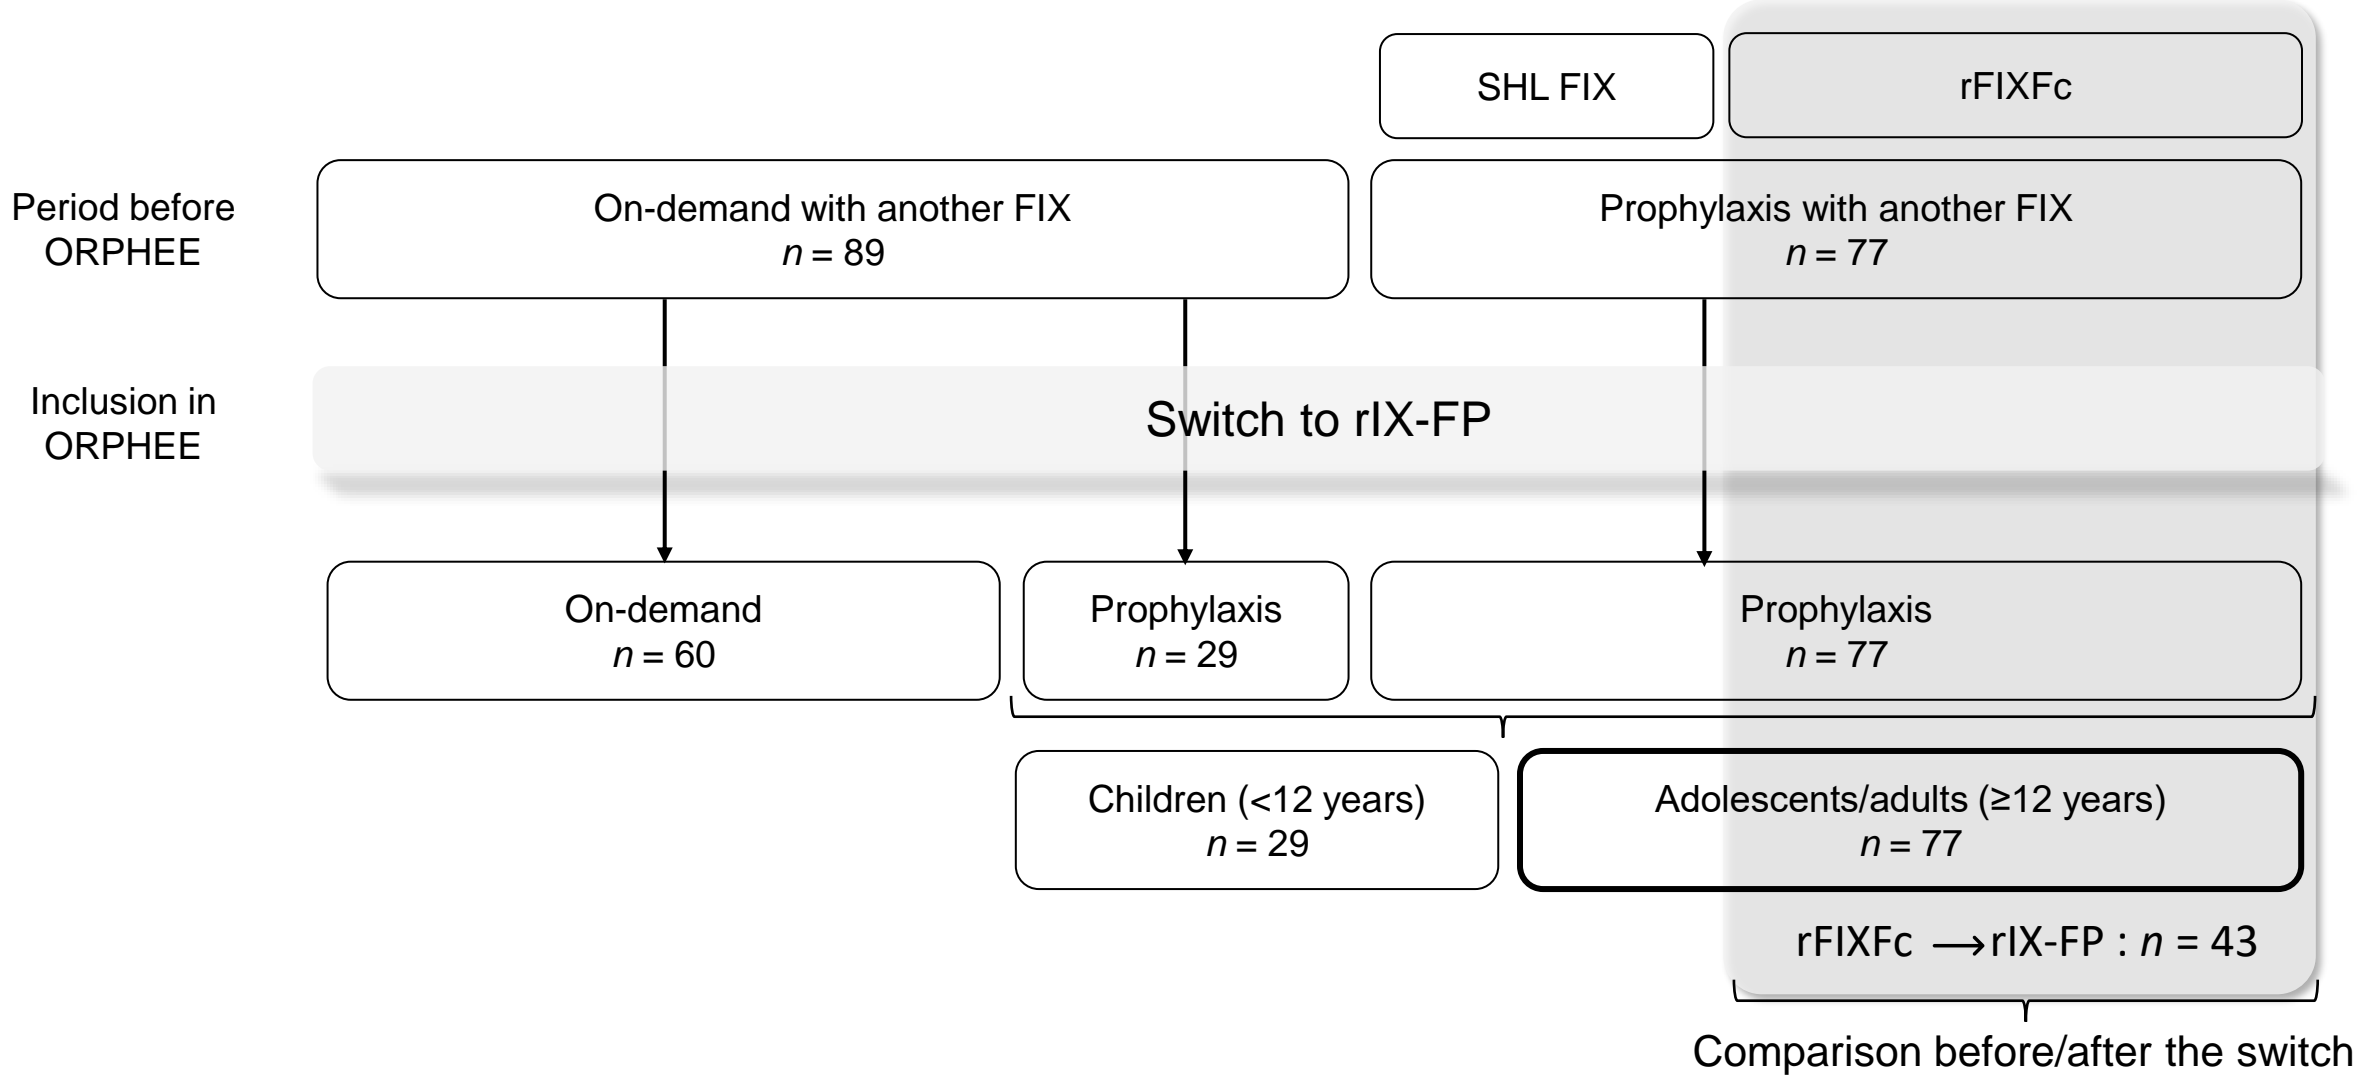 SHL FIX
rFIXFc
Period before
ORPHEE
On-demand with another FIX
n = 89
Prophylaxis with another FIX
n = 77
Inclusion in
ORPHEE
Switch to rIX-FP
On-demand
n = 60
Prophylaxis
n = 29
Prophylaxis
n = 77
Children (<12 years)
n = 29
Adolescents/adults (≥12 years)
n = 77
rFIXFc ⟶ rIX-FP : n = 43
Comparison before/after the switch